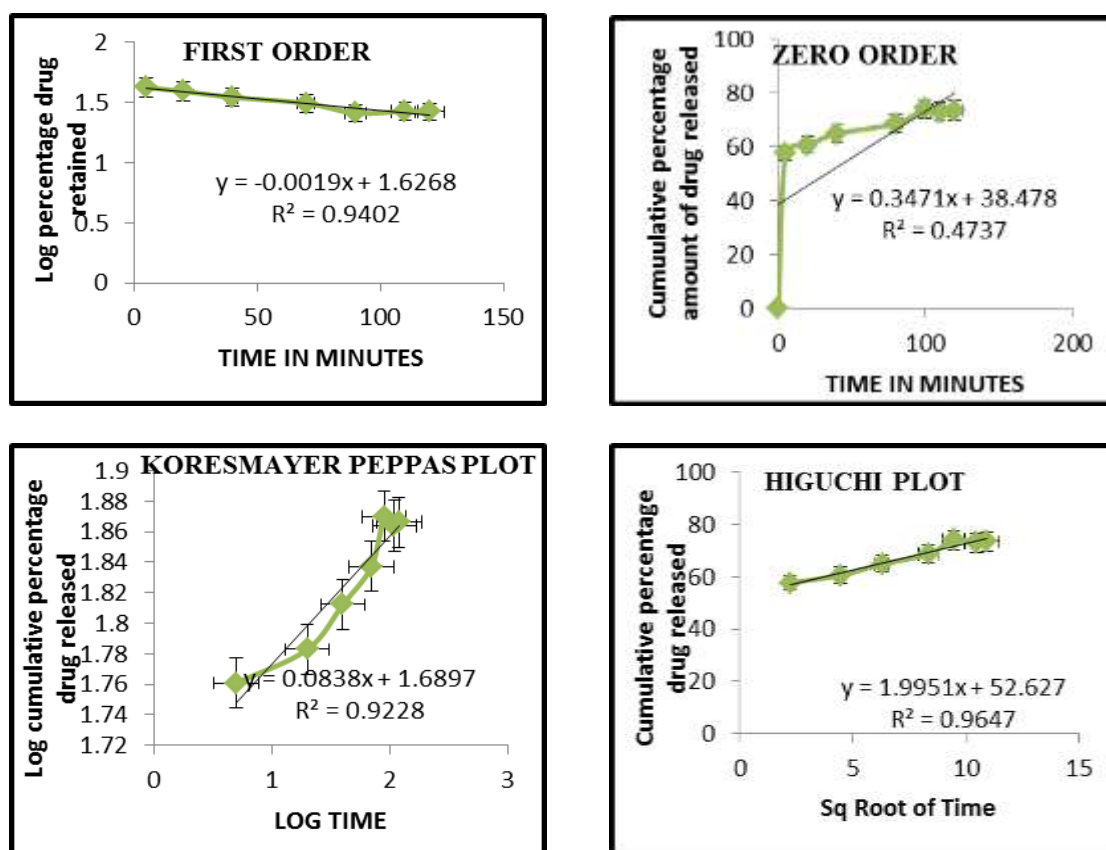 FIRST ORDER
Log percentage drug
retained
2
1.5
1
0.5
0
y = -0.0019x + 1.6268
R² = 0.9402
0 50 100 150
TIME IN MINUTES
ZERO ORDER
Cumuulative percentage
amount of drug released
100
80
60
40
20
0
y = 0.3471x + 38.478
R² = 0.4737
0 100 200
TIME IN MINUTES
KORESMAYER PEPPAS PLOT
Log cumulative percentage
drug released
1.9
1.88
1.86
1.84
1.82
1.8
1.78
1.76
1.74
1.72
y = 0.0838x + 1.6897
R² = 0.9228
0 1 2 3
LOG TIME
HIGUCHI PLOT
Cumulative percentage
drug released
100
80
60
40
20
0
y = 1.9951x + 52.627
R² = 0.9647
0 5 10 15
Sq Root of Time